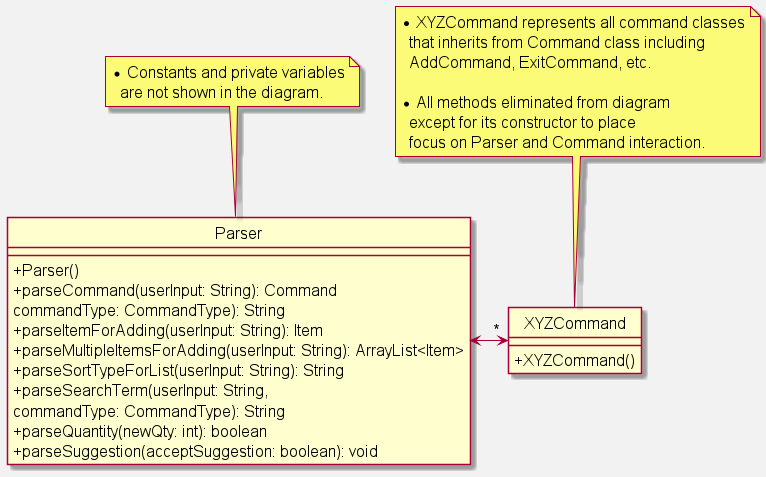 • XYZCommand represents all command classes
that inherits from Command class including
AddCommand, ExitCommand, etc.
• All methods eliminated from diagram
except for its constructor to place
focus on Parser and Command interaction.
• Constants and private variables
are not shown in the diagram.
Parser
+Parser()
+parseCommand(userInput: String): Command
commandType: CommandType): String
+parseItemForAdding(userInput: String): Item
+parseMultipleItemsForAdding(userInput: String): ArrayList<Item>
+parseSortTypeForList(userInput: String): String
+parseSearchTerm(userInput: String,
commandType: CommandType): String
+parseQuantity(newQty: int): boolean
+parseSuggestion(acceptSuggestion: boolean): void
*
XYZCommand
+XYZCommand()